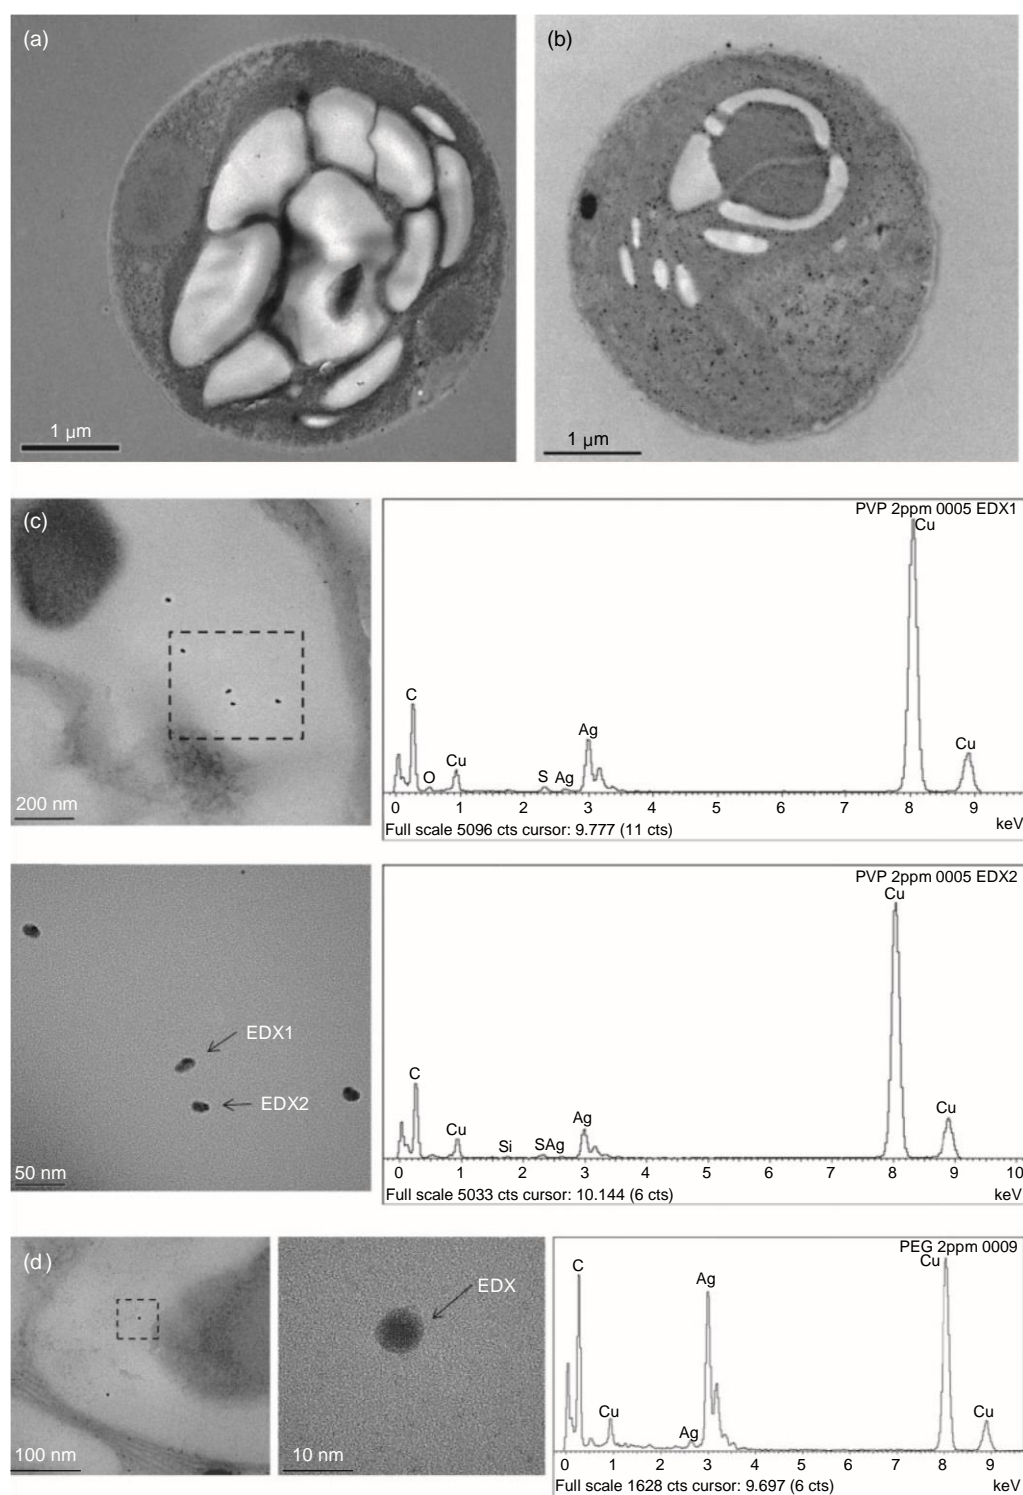 (a)
1 µm
(b)
1 µm
(c)
200 nm
PVP 2ppm 0005 EDX1
Cu
C
O
Cu
S
Ag
Ag
Cu
0 1 2 3 4 5 6 7 8 9
keV
Full scale 5096 cts cursor: 9.777 (11 cts)
EDX1
EDX2
50 nm
PVP 2ppm 0005 EDX2
Cu
C
Cu
Si
SAg
Ag
Cu
0 1 2 3 4 5 6 7 8 9 10
keV
Full scale 5033 cts cursor: 10.144 (6 cts)
(d)
100 nm
EDX
10 nm
PEG 2ppm 0009
Cu
C
Ag
Cu
Ag
Cu
0 1 2 3 4 5 6 7 8 9
keV
Full scale 1628 cts cursor: 9.697 (6 cts)